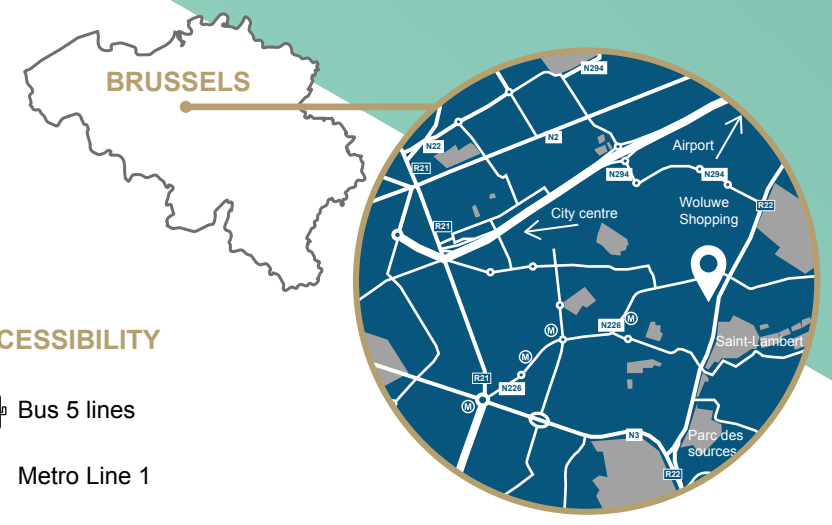 BRUSSELS
N294
N22
N2
Airport
R21
N294
N294
Woluwe
Shopping
R22
City centre
R21
M
N226
M
Saint-Lambert
M
R21
N226
M
N3
Parc des
sources
R22
CESSIBILITY
Bus 5 lines
Metro Line 1